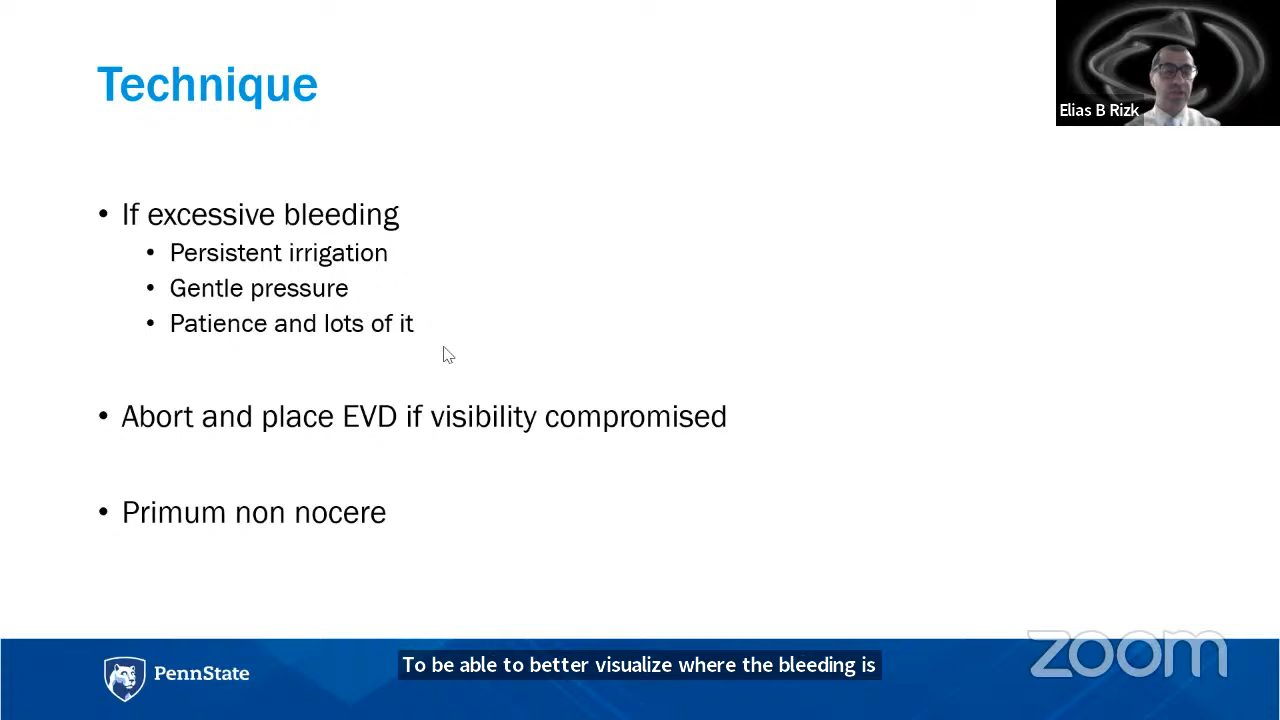 Technique
Elias B Rizk
• If excessive bleeding
• Persistent irrigation
• Gentle pressure
• Patience and lots of it
• Abort and place EVD if visibility compromised
• Primum non nocere
PennState
To be able to better visualize where the bleeding is
zoom